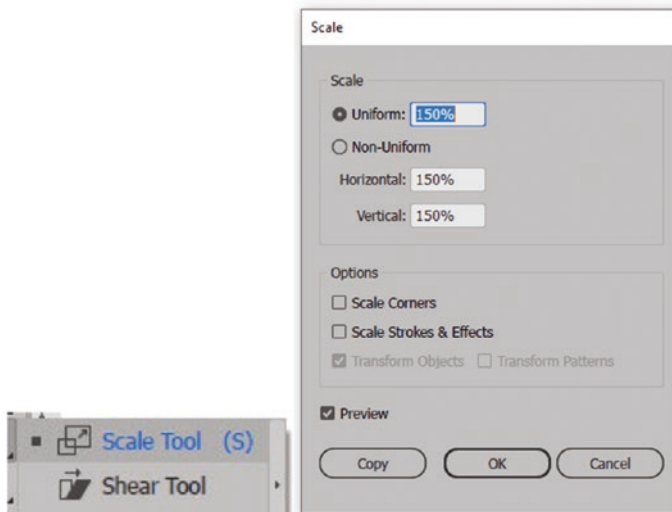 Scale
Scale
Uniform: 150%
Non-Uniform
Horizontal: 150%
Vertical: 150%
Options
Scale Corners
Scale Strokes & Effects
Transform Objects Transform Patterns
Preview
Copy OK Cancel
Scale Tool (S)
Shear Tool